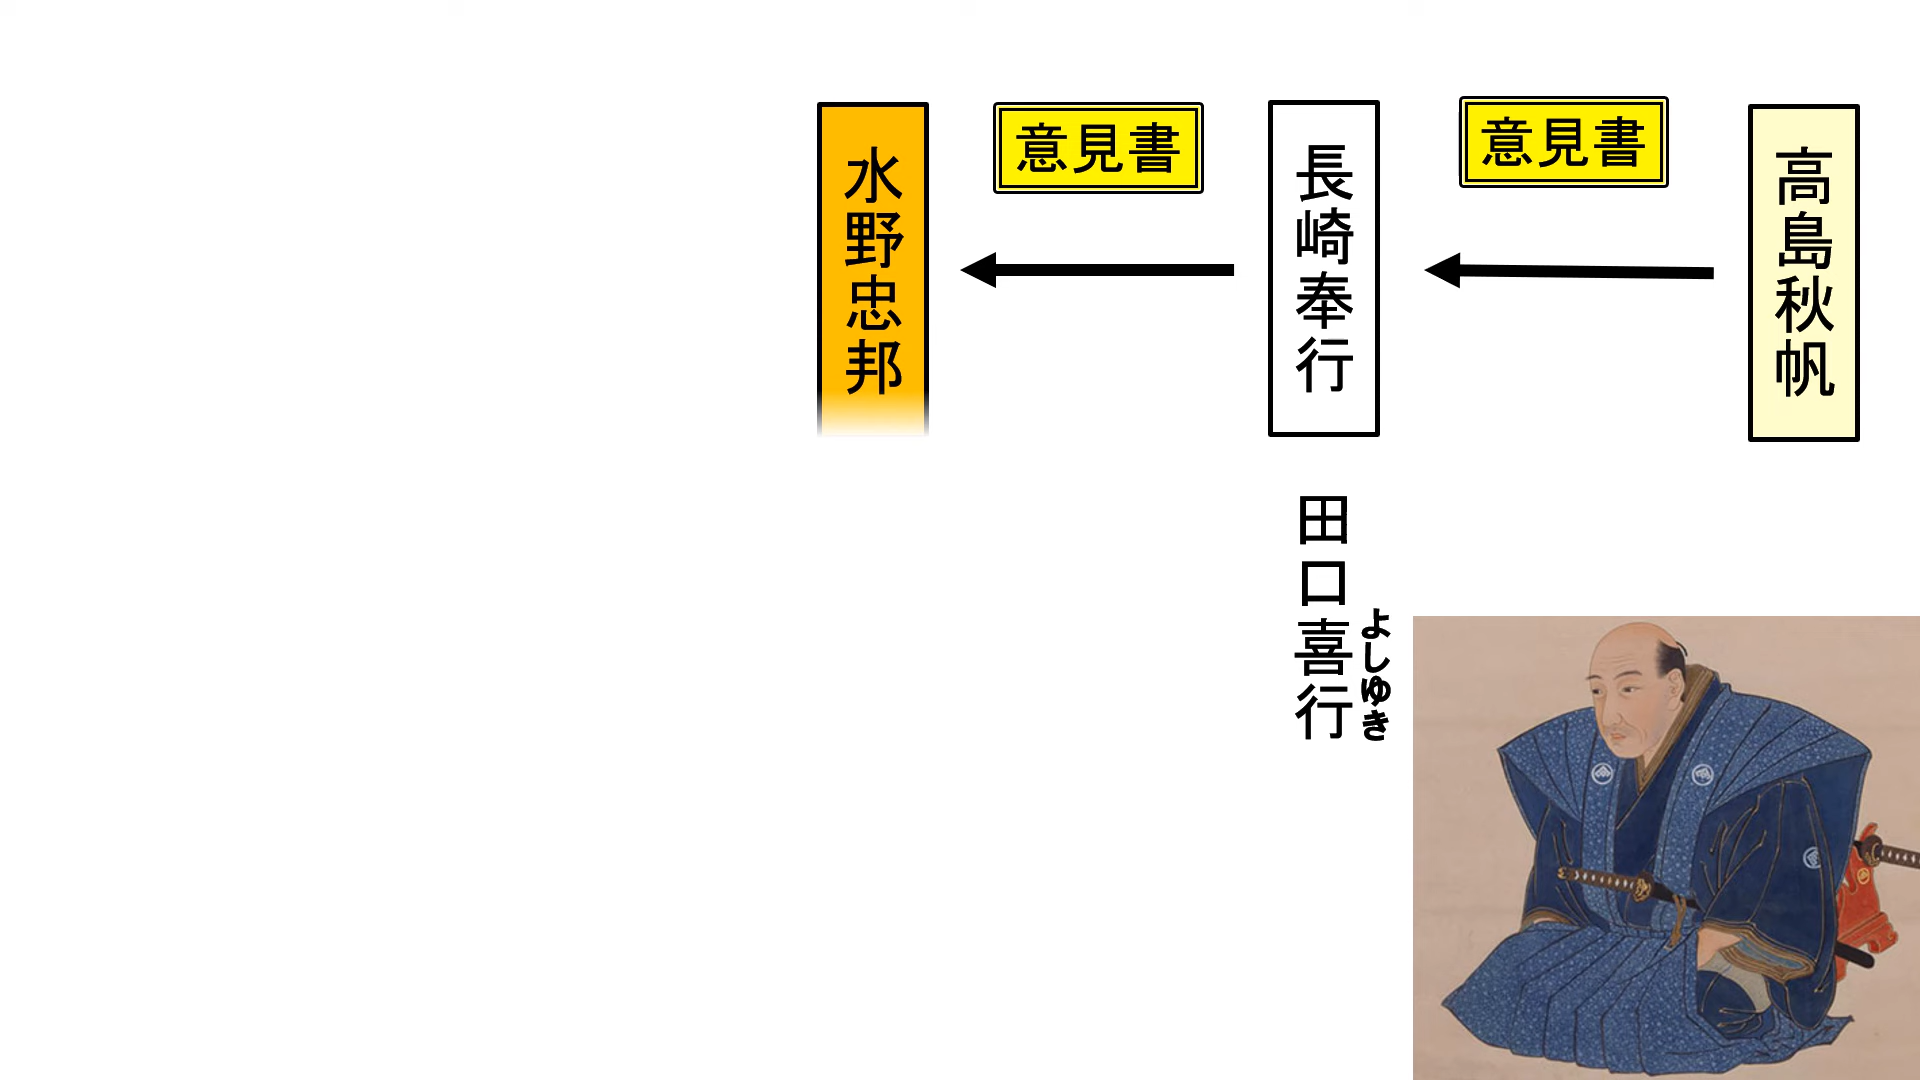 高島秋帆
意見書
長崎奉行
田口喜行
よしゆき
意見書
水野忠邦